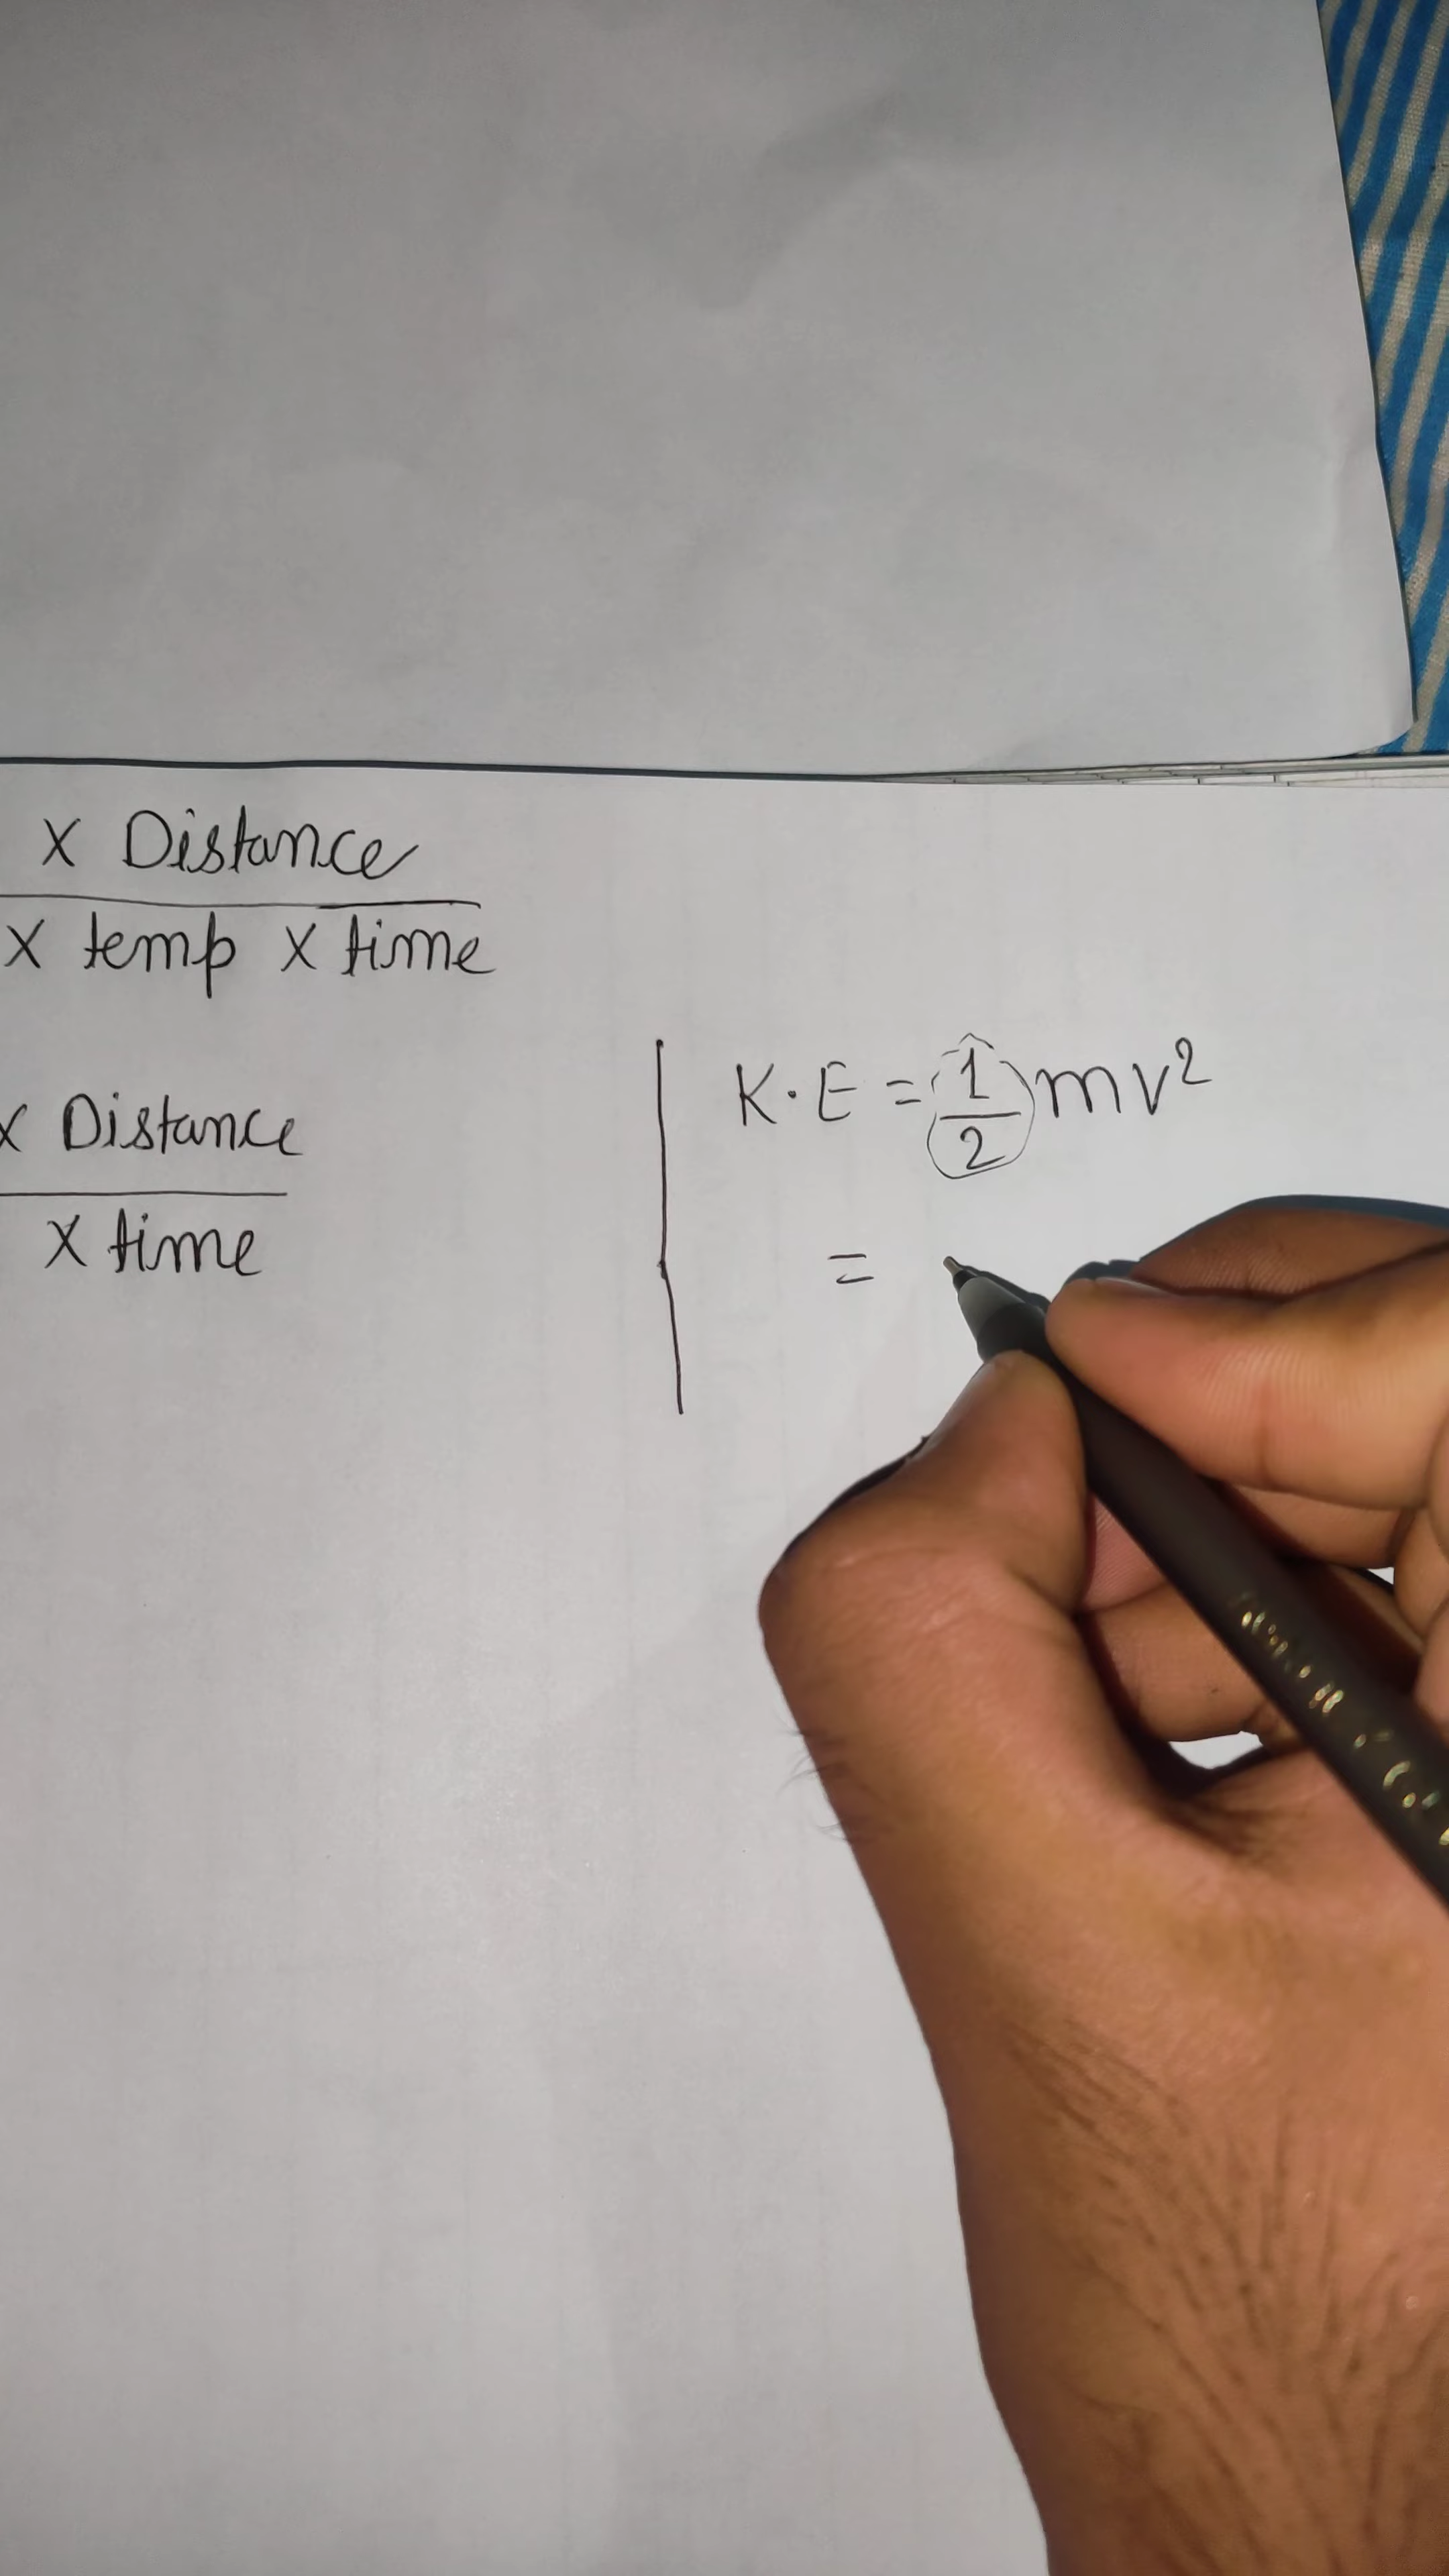 x Distance
x temp x time
x Distance
x time
K.E = 1/2 mv²
=